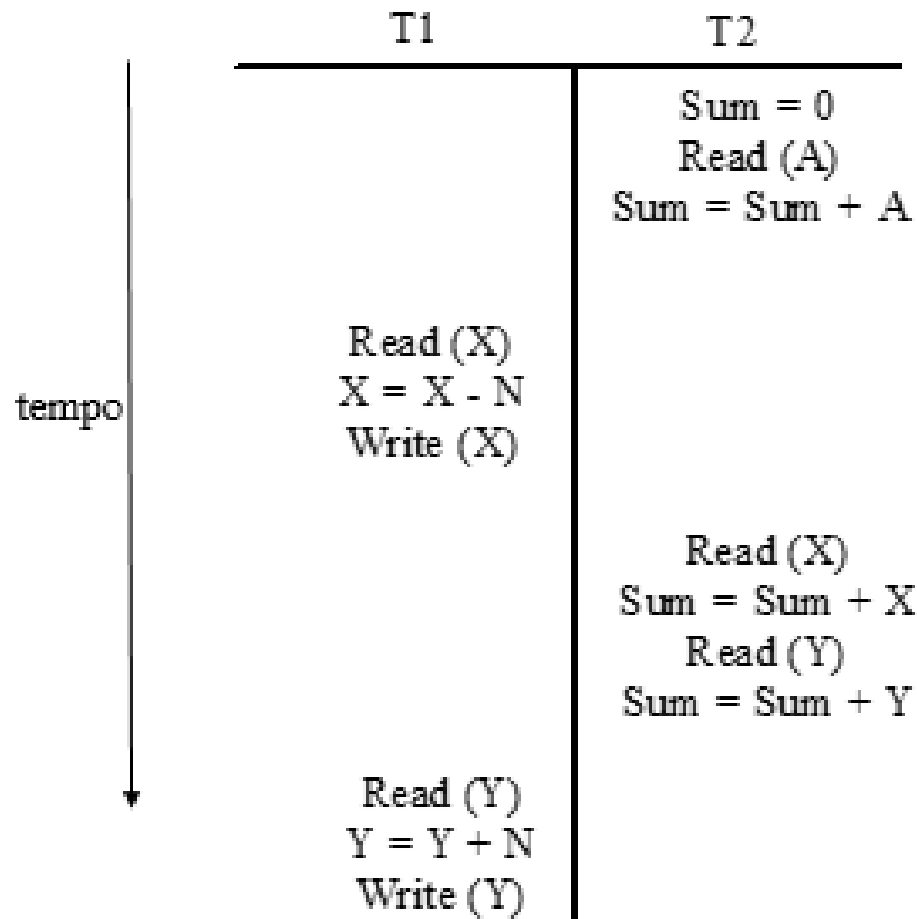 T1 T2
Sum = 0
Read (A)
Sum = Sum + A
Read (X)
X = X - N
tempo
Write (X)
Read (X)
Sum = Sum + X
Read (Y)
Sum = Sum + Y
Read (Y)
Y = Y + N
Write (Y)